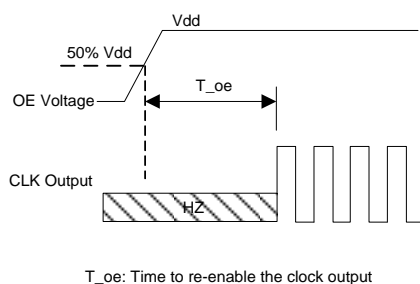 Vdd
50% Vdd
T_oe
OE Voltage
CLK Output
HZ
T_oe: Time to re-enable the clock output